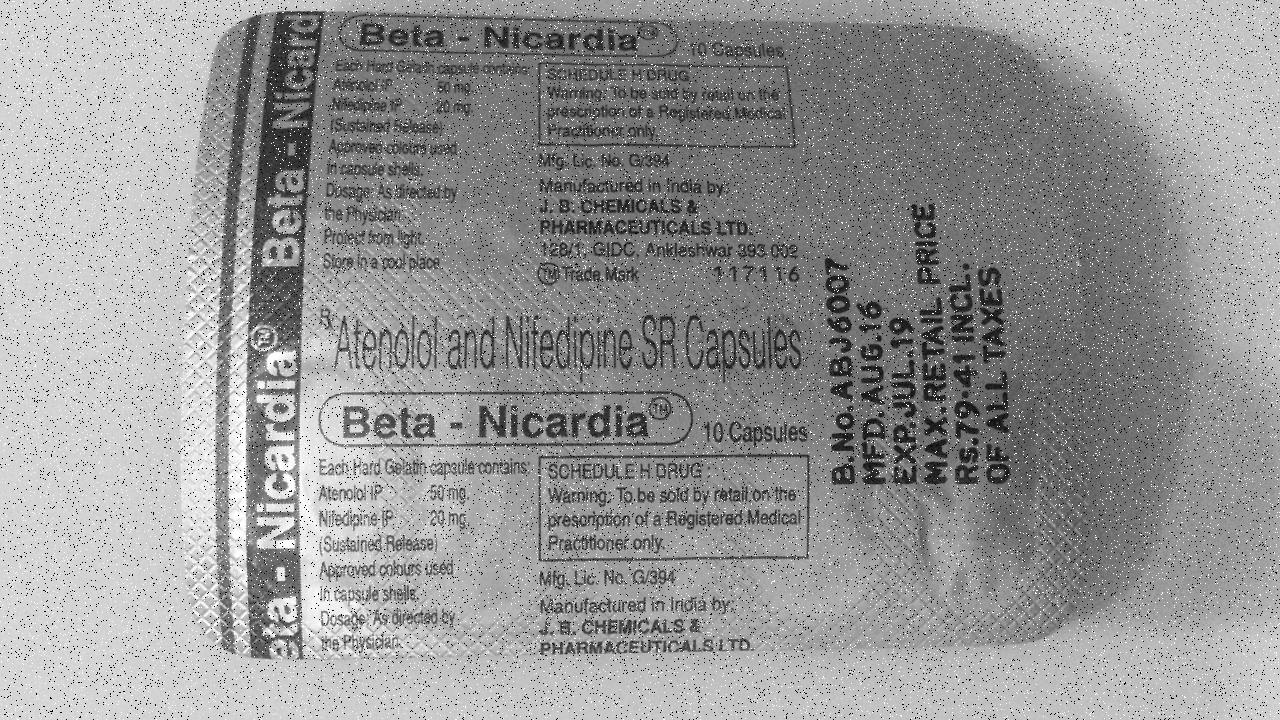 Beta - Nicardia TM
10 Capsules
Each Hard Gelatin capsule contains:
Atenolol IP 50 mg.
Nifedipine IP 20 mg.
(Sustained Release)
Approved colours used
in capsule shells.
Dosage: As directed by
the Physician.
Protect from light.
Store in a cool place.
SCHEDULE H DRUG
Warning: To be sold by retail on the
prescription of a Registered Medical
Practitioner only.
Mfg. Lic. No. G/394
Manufactured in India by:
J. B. CHEMICALS &
PHARMACEUTICALS LTD.
128/1, GIDC, Ankleshwar 393 002
TM Trade Mark 117116
Rx Atenolol and Nifedipine SR Capsules
Beta - Nicardia TM
10 Capsules
Each Hard Gelatin capsule contains:
Atenolol IP 50 mg.
Nifedipine IP 20 mg.
(Sustained Release)
Approved colours used
in capsule shells.
Dosage: As directed by
the Physician.
SCHEDULE H DRUG
Warning: To be sold by retail on the
prescription of a Registered Medical
Practitioner only.
Mfg. Lic. No. G/394
Manufactured in India by:
J. B. CHEMICALS &
PHARMACEUTICALS LTD.
eta - Nicardia TM Beta - Nicard
B.No. ABJ6007
MFD. AUG.16
EXP. JUL.19
MAX. RETAIL PRICE
Rs.79-41 INCL.
OF ALL TAXES